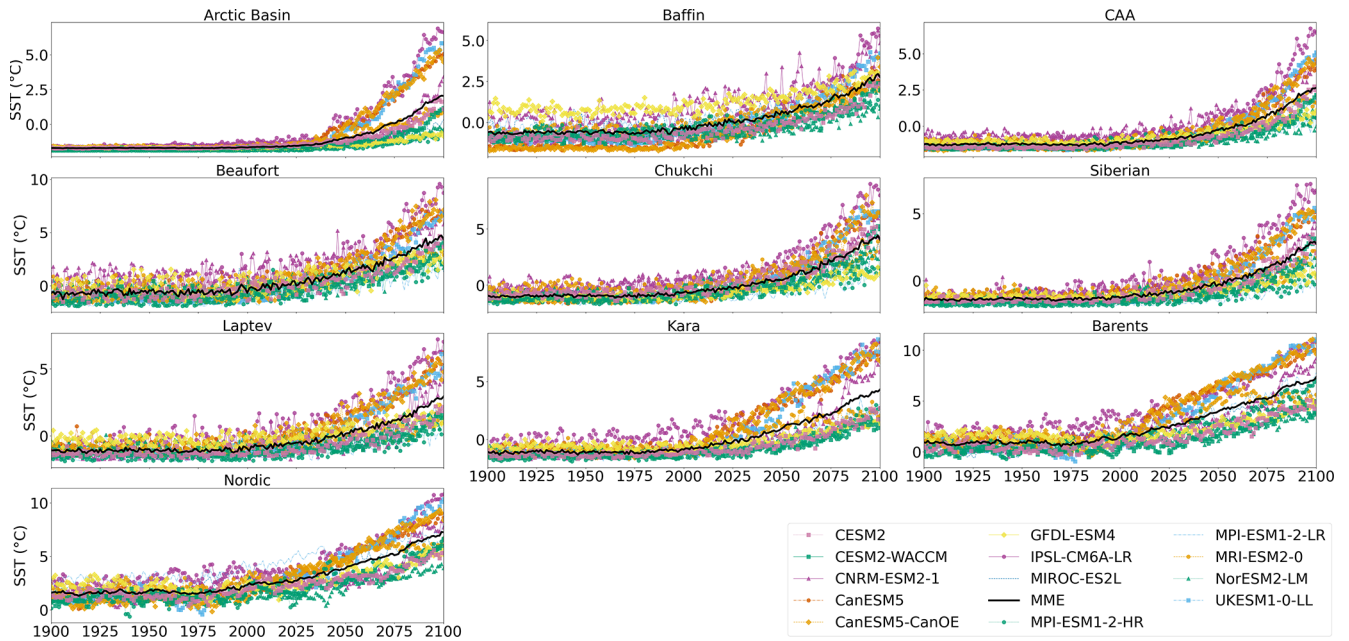 Arctic Basin Baffin CAA
SST (°C)
5.0
2.5
0.0
5.0
2.5
0.0
5.0
2.5
0.0
Beaufort Chukchi Siberian
SST (°C)
10
5
0
5
0
5
0
Laptev Kara Barents
SST (°C)
5
0
5
0
10
5
0
1900 1925 1950 1975 2000 2025 2050 2075 2100
1900 1925 1950 1975 2000 2025 2050 2075 2100
Nordic
SST (°C)
10
5
0
1900 1925 1950 1975 2000 2025 2050 2075 2100
CESM2
CESM2-WACCM
CNRM-ESM2-1
CanESM5
CanESM5-CanOE
GFDL-ESM4
IPSL-CM6A-LR
MIROC-ES2L
MME
MPI-ESM1-2-HR
MPI-ESM1-2-LR
MRI-ESM2-0
NorESM2-LM
UKESM1-0-LL